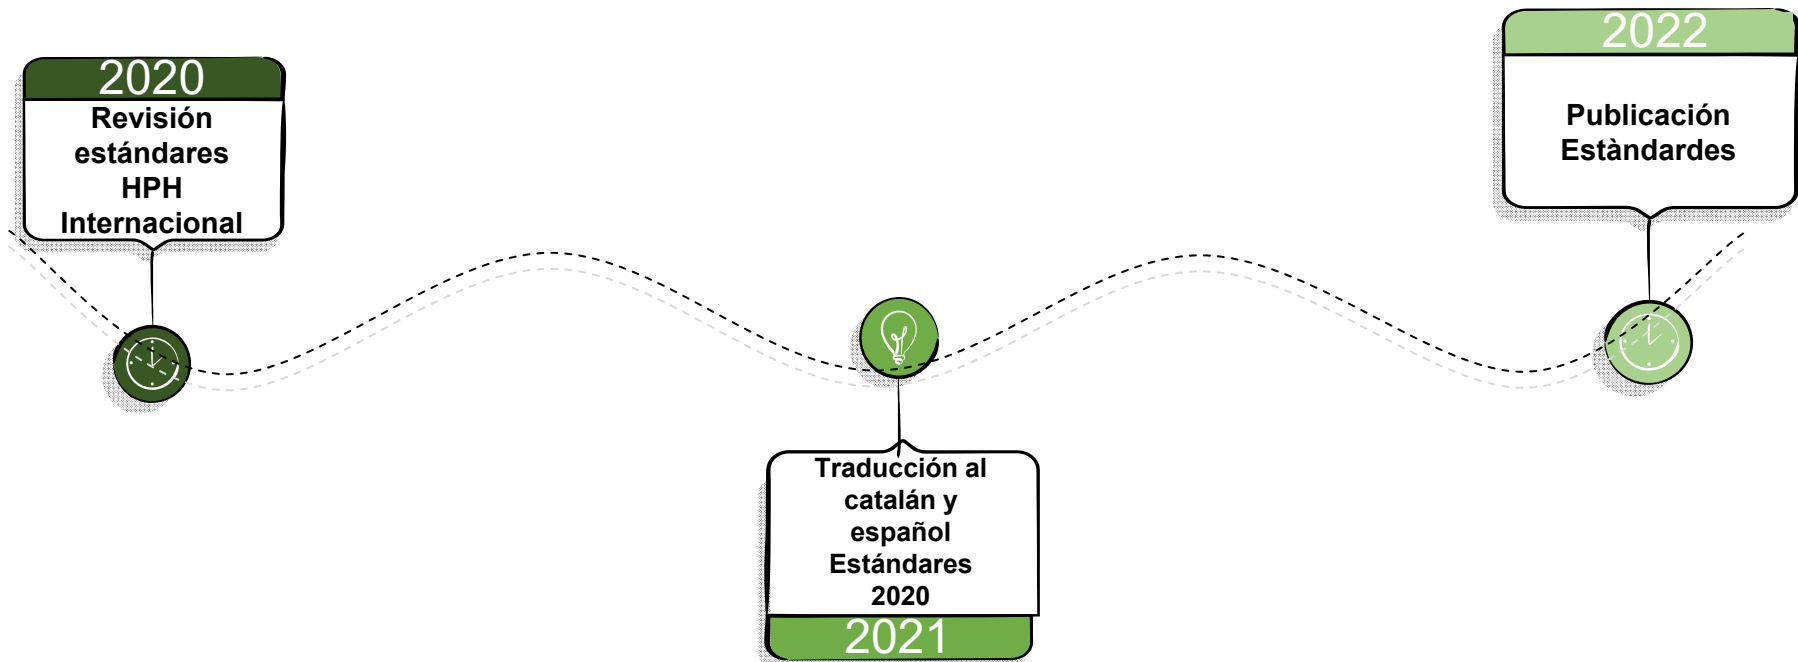 2020
Revisión
estándares
HPH
Internacional
Traducción al
catalán y
español
Estándares
2020
2021
2022
Publicación
Estàndardes